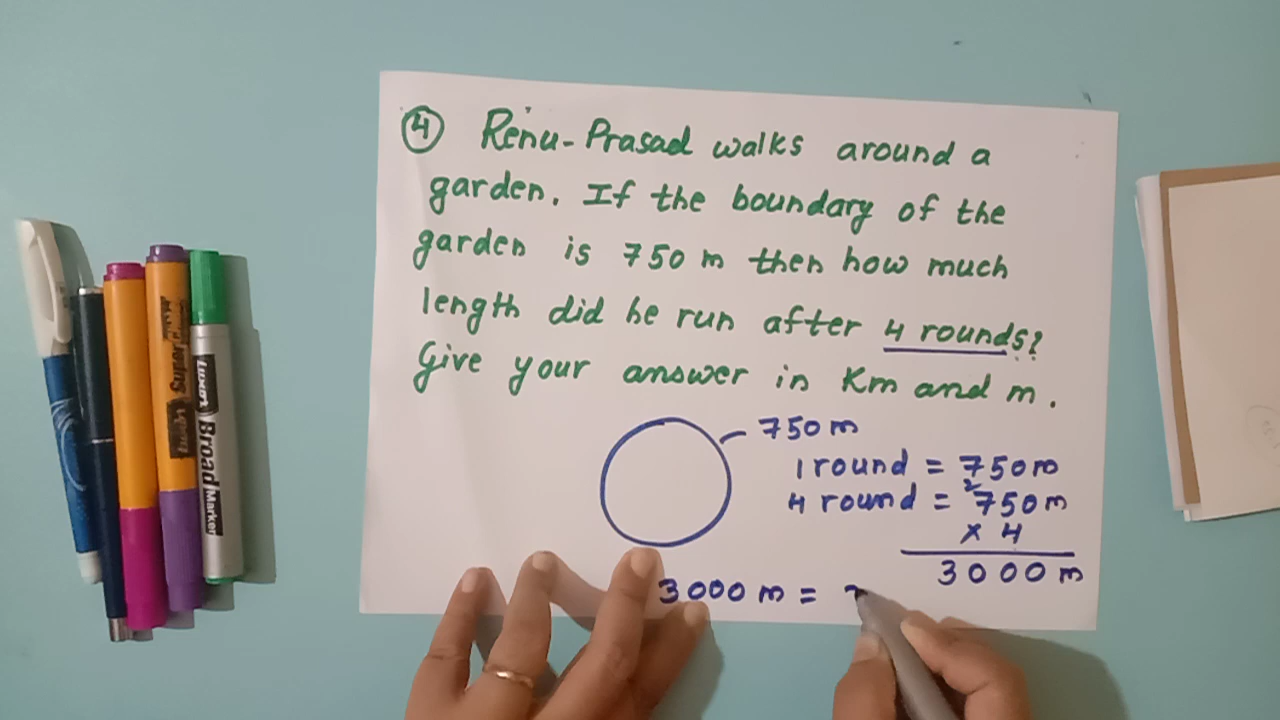 ④ Renu-Prasad walks around a
garden. If the boundary of the
garden is 750 m then how much
length did he run after 4 rounds?
Give your answer in Km and m.
750 m
1 round = 750 m
4 round = 2750 m
x 4
3000 m
3000 m =
Luxor Broad Marker